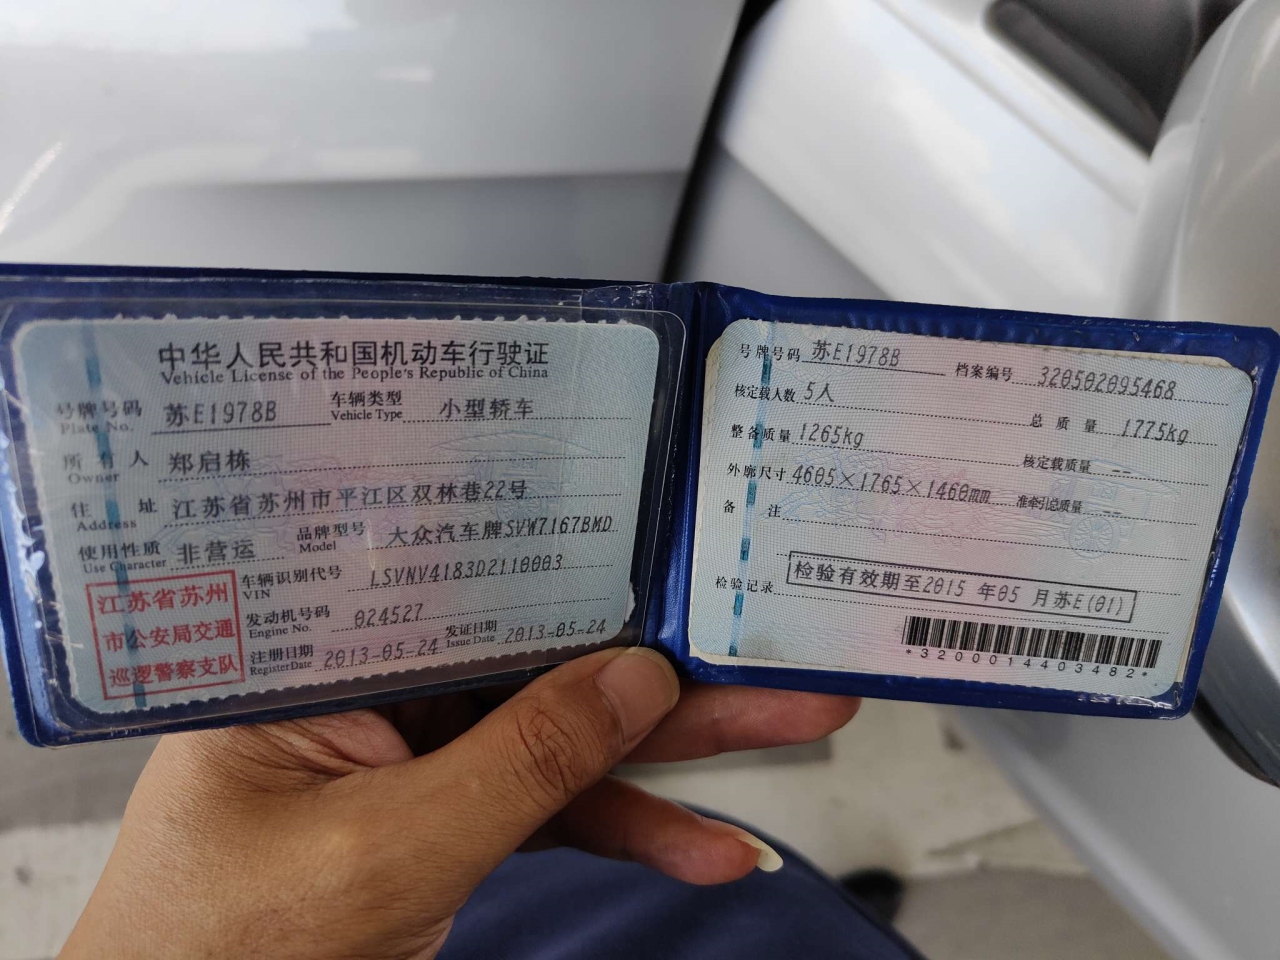 中华人民共和国机动车行驶证
Vehicle License of the People's Republic of China
号牌号码 苏E1978B 车辆类型 小型轿车
Plate No. Vehicle Type
所有人 郑启栋
Owner
住址 江苏省苏州市平江区双林巷22号
Address
使用性质 非营运 品牌型号 大众汽车牌SVW7167BMD
Use Character Model
江苏省苏州
市公安局交通
巡逻警察支队
车辆识别代号 LSVNV4183D2110003
VIN
发动机号码 024527
Engine No.
注册日期 2013-05-24 发证日期 2013-05-24
Register Date Issue Date
号牌号码 苏E1978B 档案编号 320502095468
核定载人数 5人 总质量 1775kg
整备质量 1265kg 核定载质量 --
外廓尺寸 4605×1765×1460mm 准牵引总质量 --
备注
检验记录 检验有效期至2015 年05 月苏E(01)
*3200014403482*